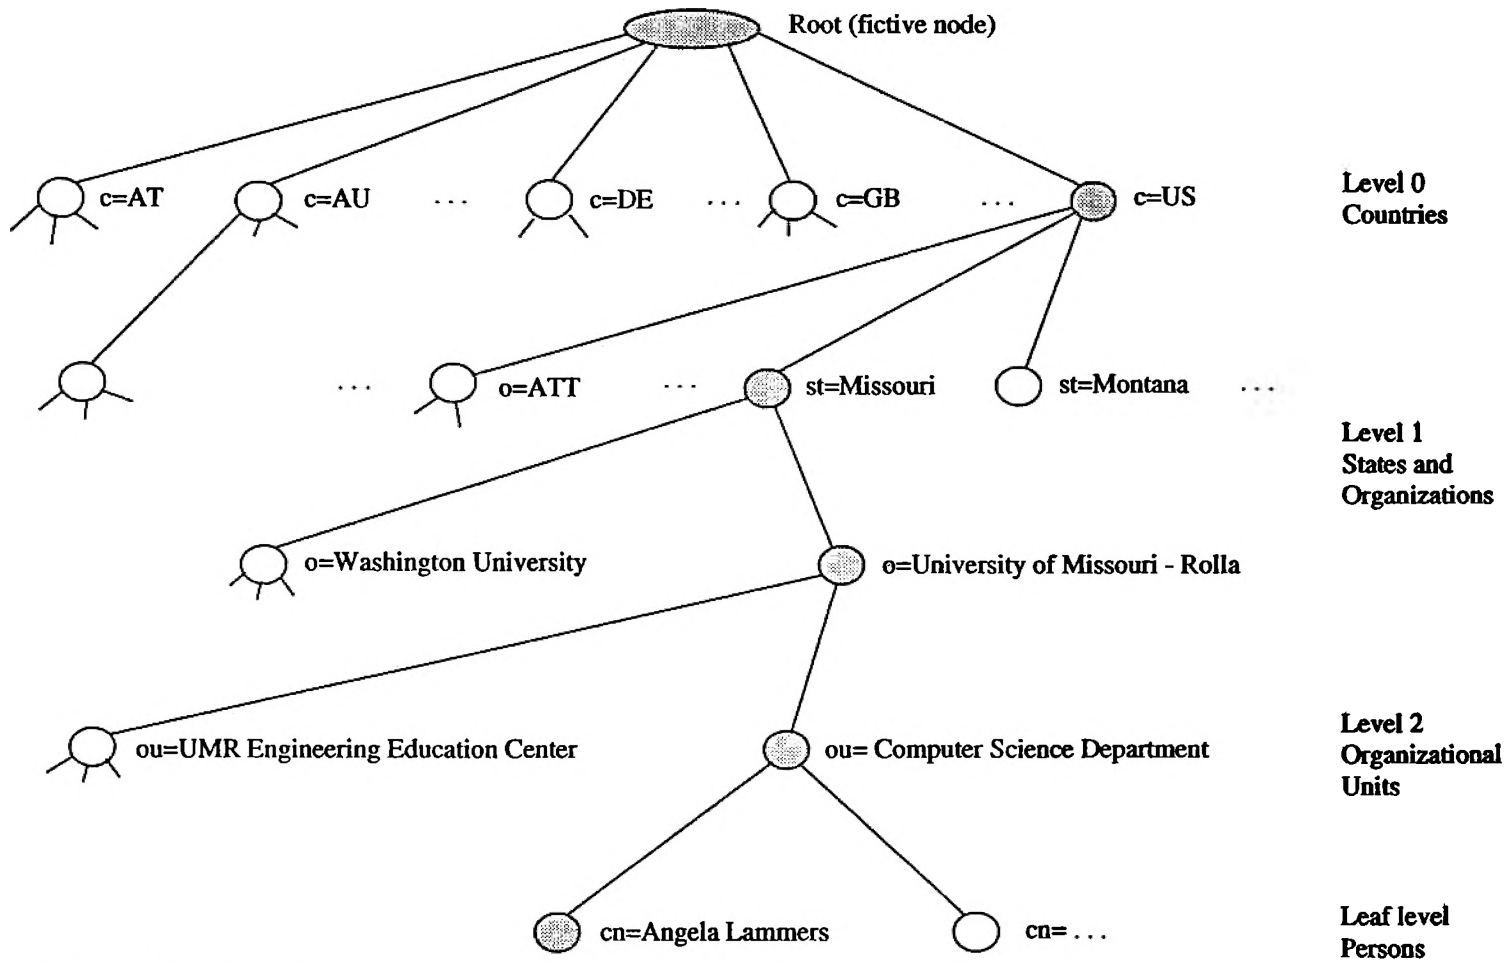 Root (fictive node)
c=AT
c=AU
...
c=DE
...
c=GB
...
c=US
Level 0
Countries
...
o=ATT
...
st=Missouri
st=Montana
...
Level 1
States and
Organizations
o=Washington University
o=University of Missouri - Rolla
ou=UMR Engineering Education Center
ou= Computer Science Department
Level 2
Organizational
Units
cn=Angela Lammers
cn= . . .
Leaf level
Persons